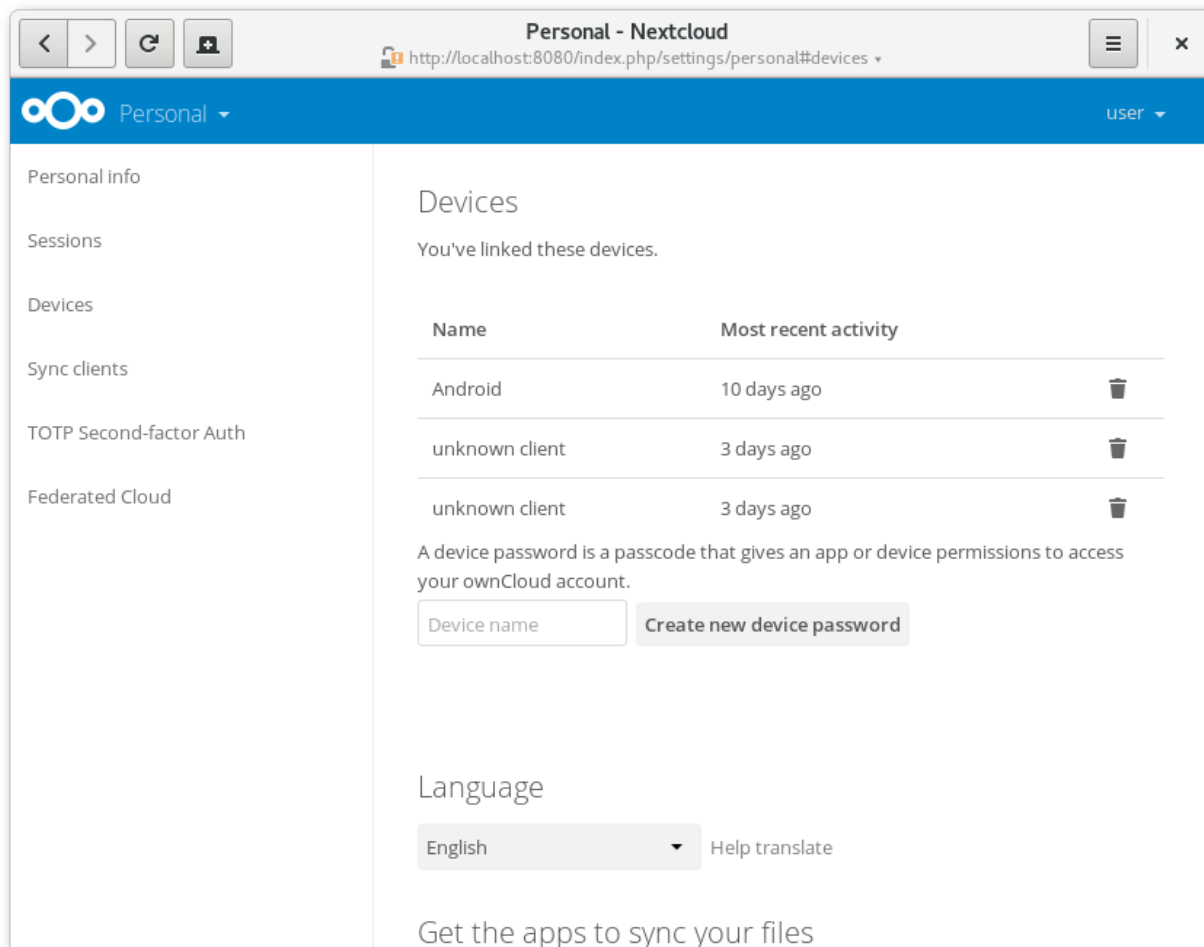 Personal - Nextcloud
http://localhost:8080/index.php/settings/personal#devices
Personal
user
Personal info
Sessions
Devices
Sync clients
TOTP Second-factor Auth
Federated Cloud
Devices
You've linked these devices.
Name Most recent activity
Android 10 days ago
unknown client 3 days ago
unknown client 3 days ago
A device password is a passcode that gives an app or device permissions to access
your ownCloud account.
Device name Create new device password
Language
English Help translate
Get the apps to sync your files